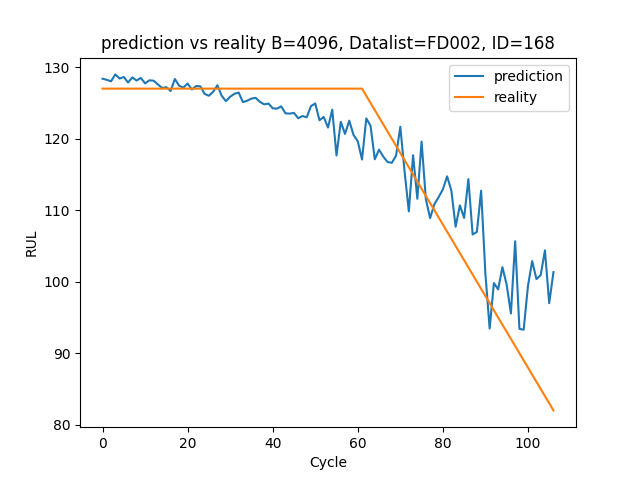 prediction vs reality B=4096, Datalist=FD002, ID=168
prediction
reality
130
120
110
100
90
80
RUL
0 20 40 60 80 100
Cycle